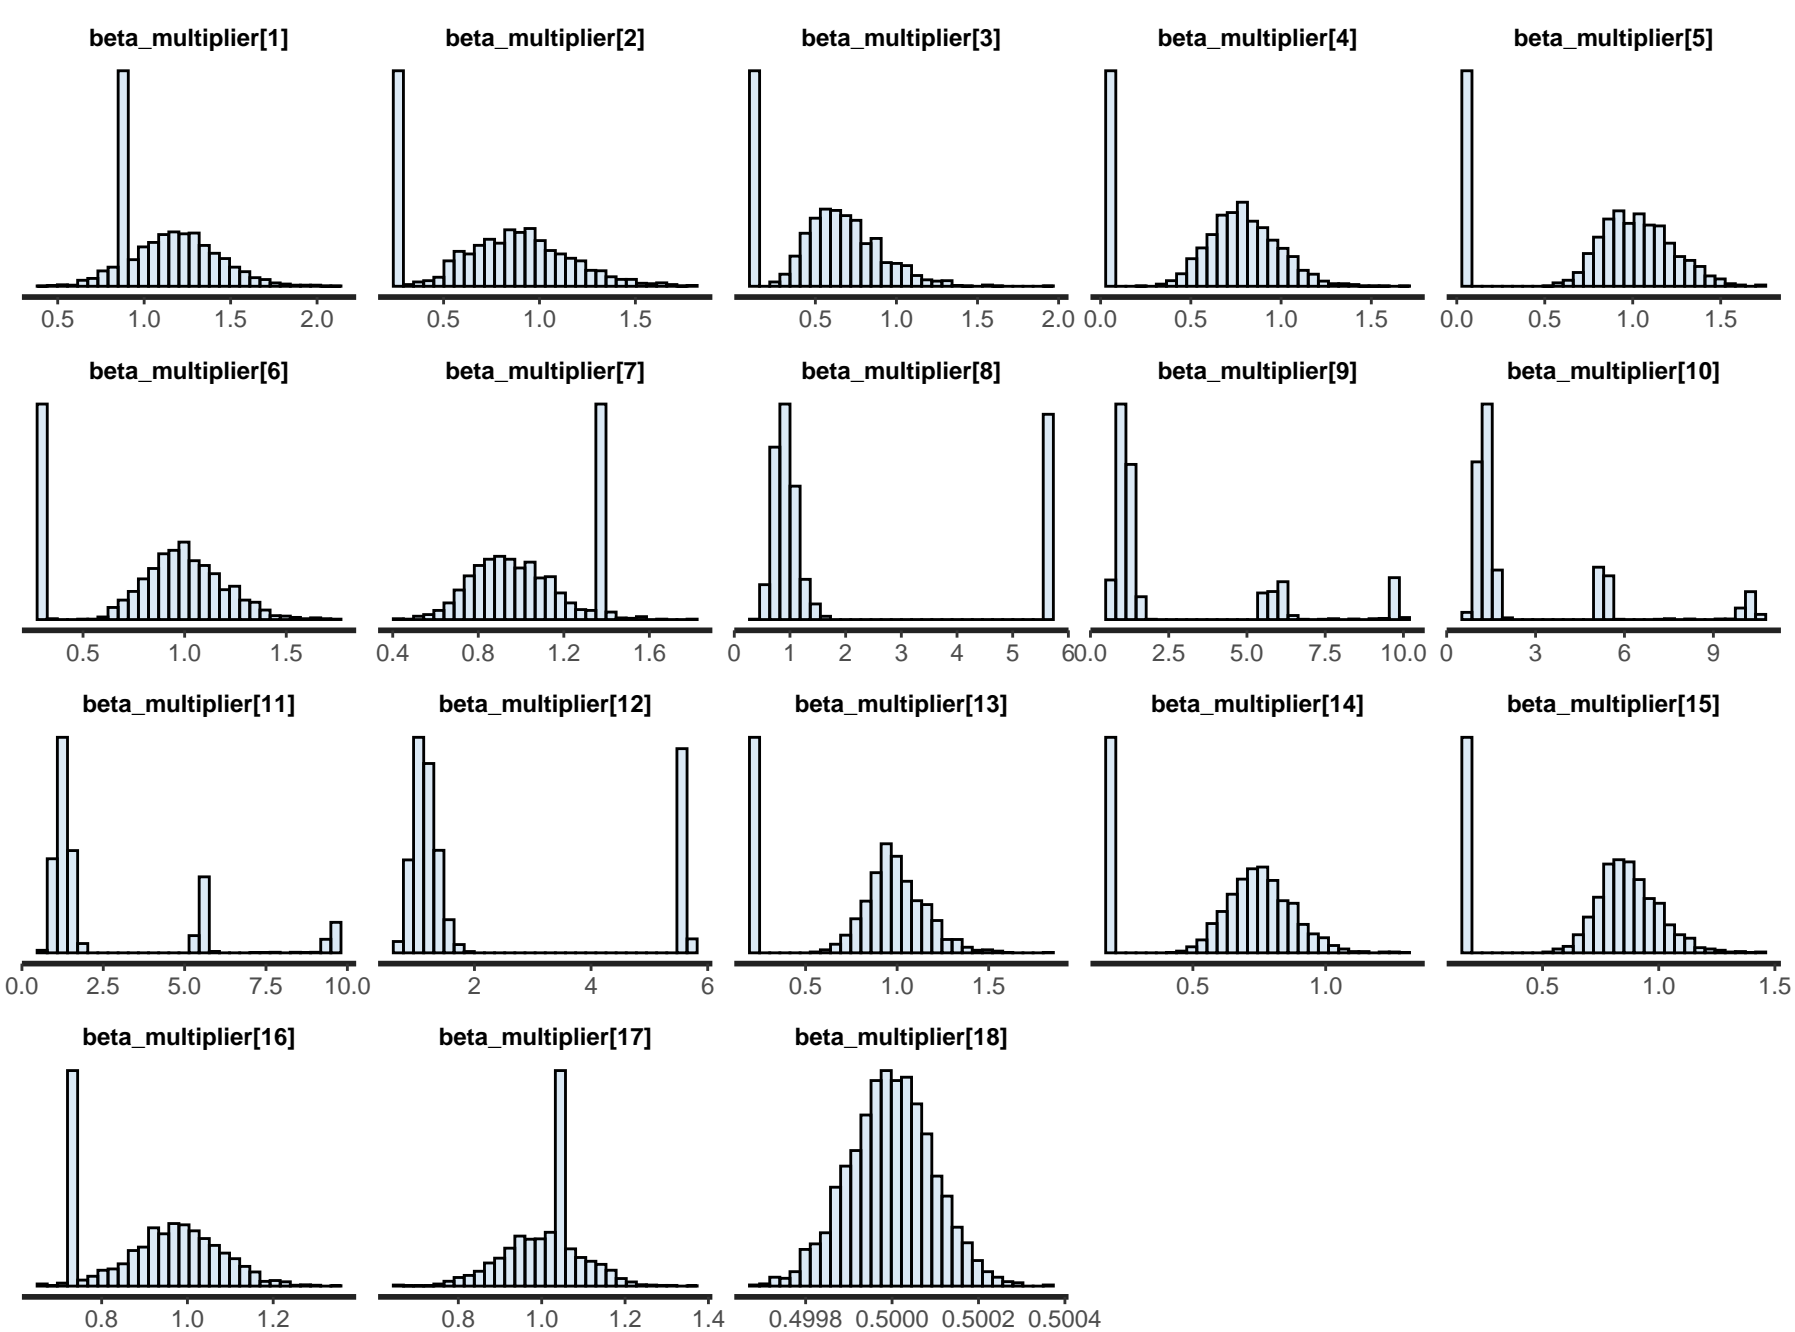 beta_multiplier[1] beta_multiplier[2] beta_multiplier[3] beta_multiplier[4] beta_multiplier[5]
0.5 1.0 1.5 2.0 0.5 1.0 1.5 0.5 1.0 1.5 2.0 0.0 0.5 1.0 1.5 0.0 0.5 1.0 1.5
beta_multiplier[6] beta_multiplier[7] beta_multiplier[8] beta_multiplier[9] beta_multiplier[10]
0.5 1.0 1.5 0.4 0.8 1.2 1.6 0 1 2 3 4 5 6 0.0 2.5 5.0 7.5 10.0 0 3 6 9
beta_multiplier[11] beta_multiplier[12] beta_multiplier[13] beta_multiplier[14] beta_multiplier[15]
0.0 2.5 5.0 7.5 10.0 2 4 6 0.5 1.0 1.5 0.5 1.0 0.5 1.0 1.5
beta_multiplier[16] beta_multiplier[17] beta_multiplier[18]
0.8 1.0 1.2 0.8 1.0 1.2 1.4 0.4998 0.5000 0.5002 0.5004